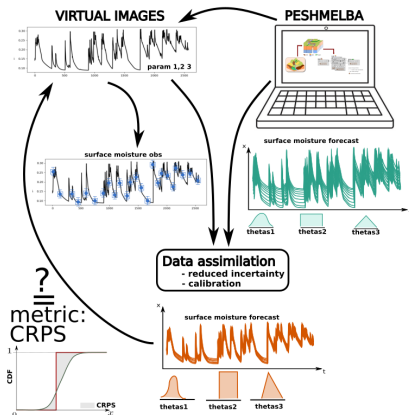 VIRTUAL IMAGES
PESHMELBA
param 1,2 3
surface moisture obs
surface moisture forecast
x
t
thetas1
thetas2
thetas3
Data assimilation
- reduced incertainty
- calibration
?
metric:
CRPS
1
CDF
CRPS
x
surface moisture forecast
t
thetas1
thetas2
thetas3